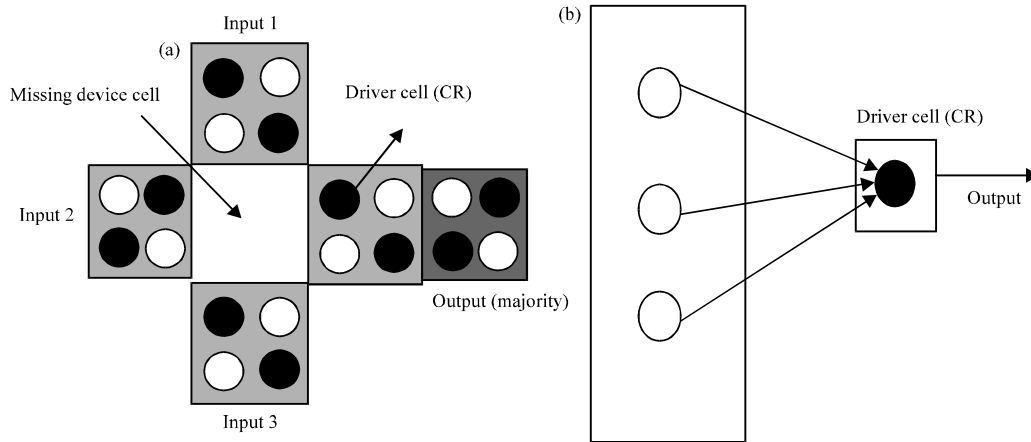 (a)
Input 1
Missing device cell
Driver cell (CR)
Input 2
Output (majority)
Input 3
(b)
Driver cell (CR)
Output